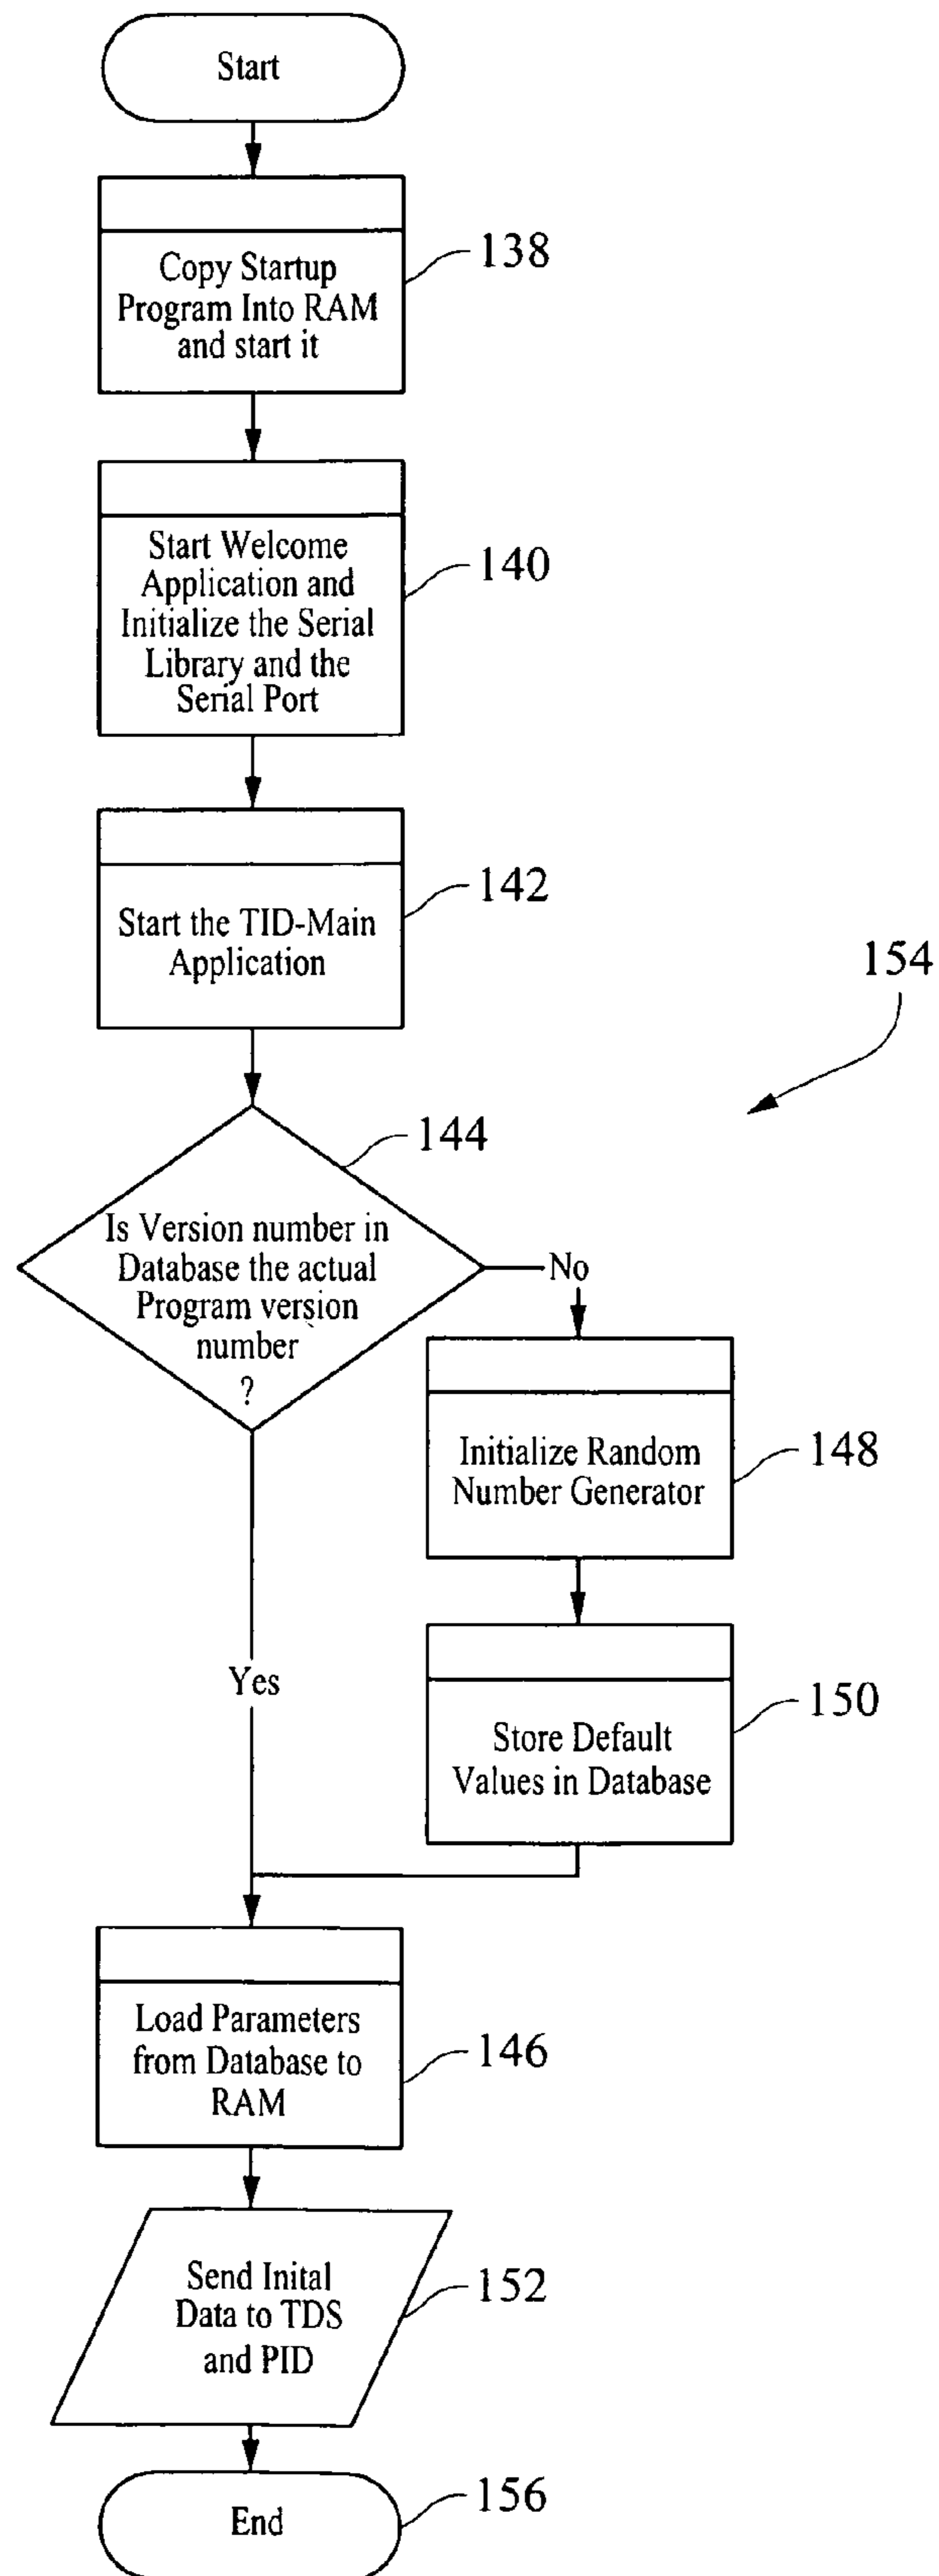 Start
Copy Startup
Program Into RAM
and start it
138
Start Welcome
Application and
Initialize the Serial
Library and the
Serial Port
140
Start the TID-Main
Application
142
154
144
Is Version number in
Database the actual
Program version
number
?
No
Initialize Random
Number Generator
148
Yes
Store Default
Values in Database
150
Load Parameters
from Database to
RAM
146
Send Inital
Data to TDS
and PID
152
End
156